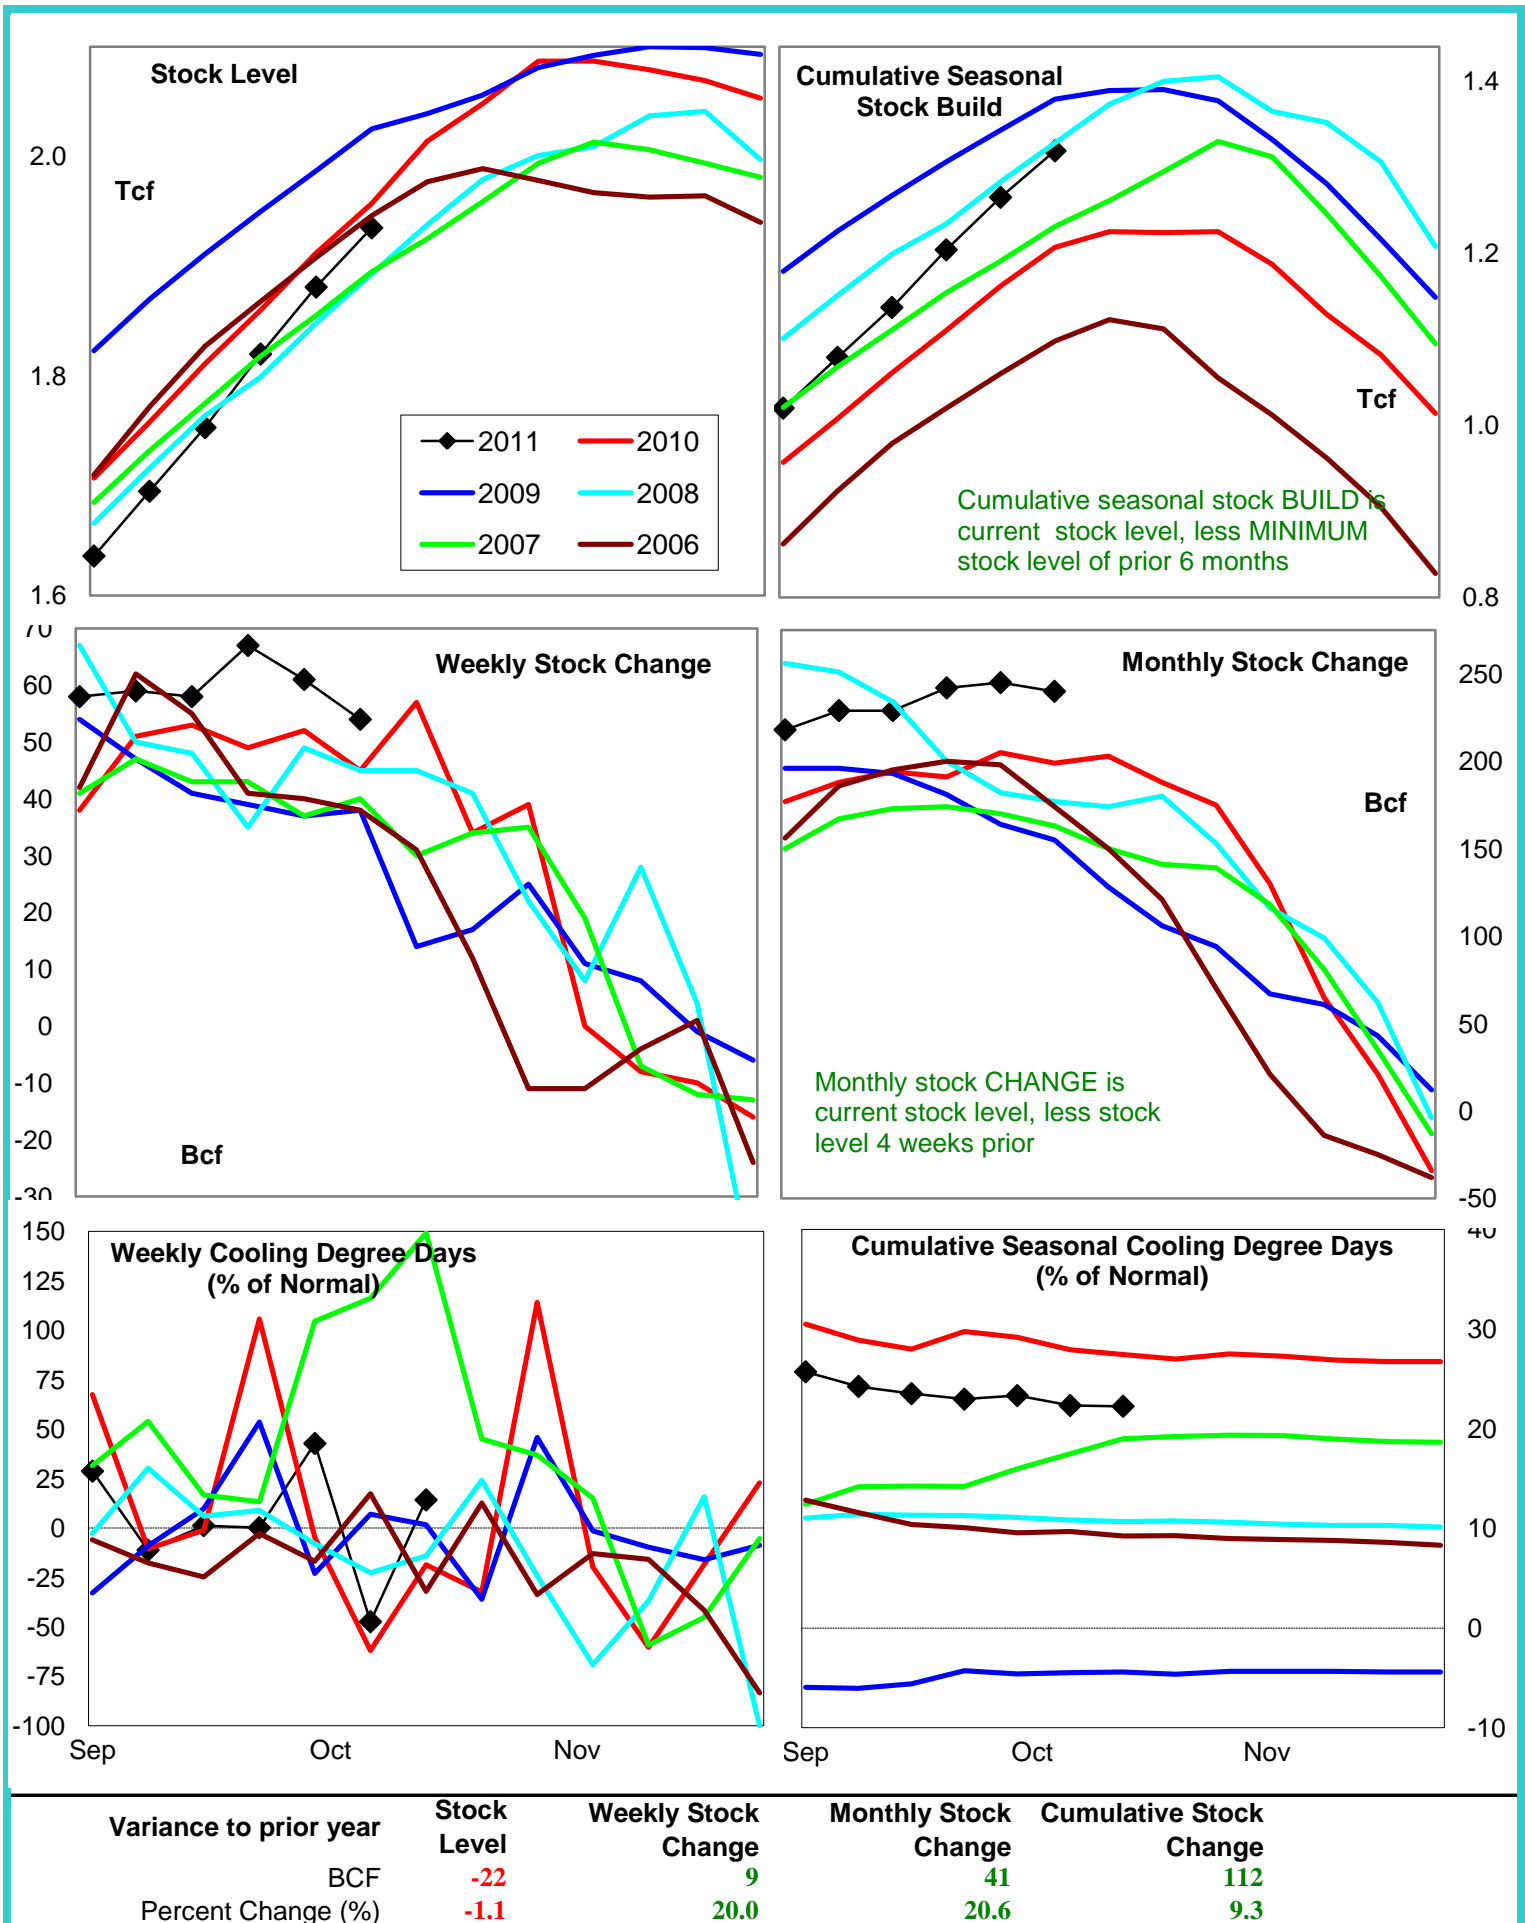 Stock Level
Tcf
2.0
1.8
1.6
2011
2010
2009
2008
2007
2006
Cumulative Seasonal
Stock Build
1.4
1.2
1.0
0.8
Tcf
Cumulative seasonal stock BUILD is
current stock level, less MINIMUM
stock level of prior 6 months
Weekly Stock Change
70
60
50
40
30
20
10
0
-10
-20
-30
Bcf
Monthly Stock Change
250
200
150
100
50
0
-50
Bcf
Monthly stock CHANGE is
current stock level, less stock
level 4 weeks prior
Weekly Cooling Degree Days
(% of Normal)
150
125
100
75
50
25
0
-25
-50
-75
-100
Sep Oct Nov
Cumulative Seasonal Cooling Degree Days
(% of Normal)
40
30
20
10
0
-10
Sep Oct Nov
Variance to prior year Stock Level Weekly Stock Change Monthly Stock Change Cumulative Stock Change
BCF -22 9 41 112
Percent Change (%) -1.1 20.0 20.6 9.3